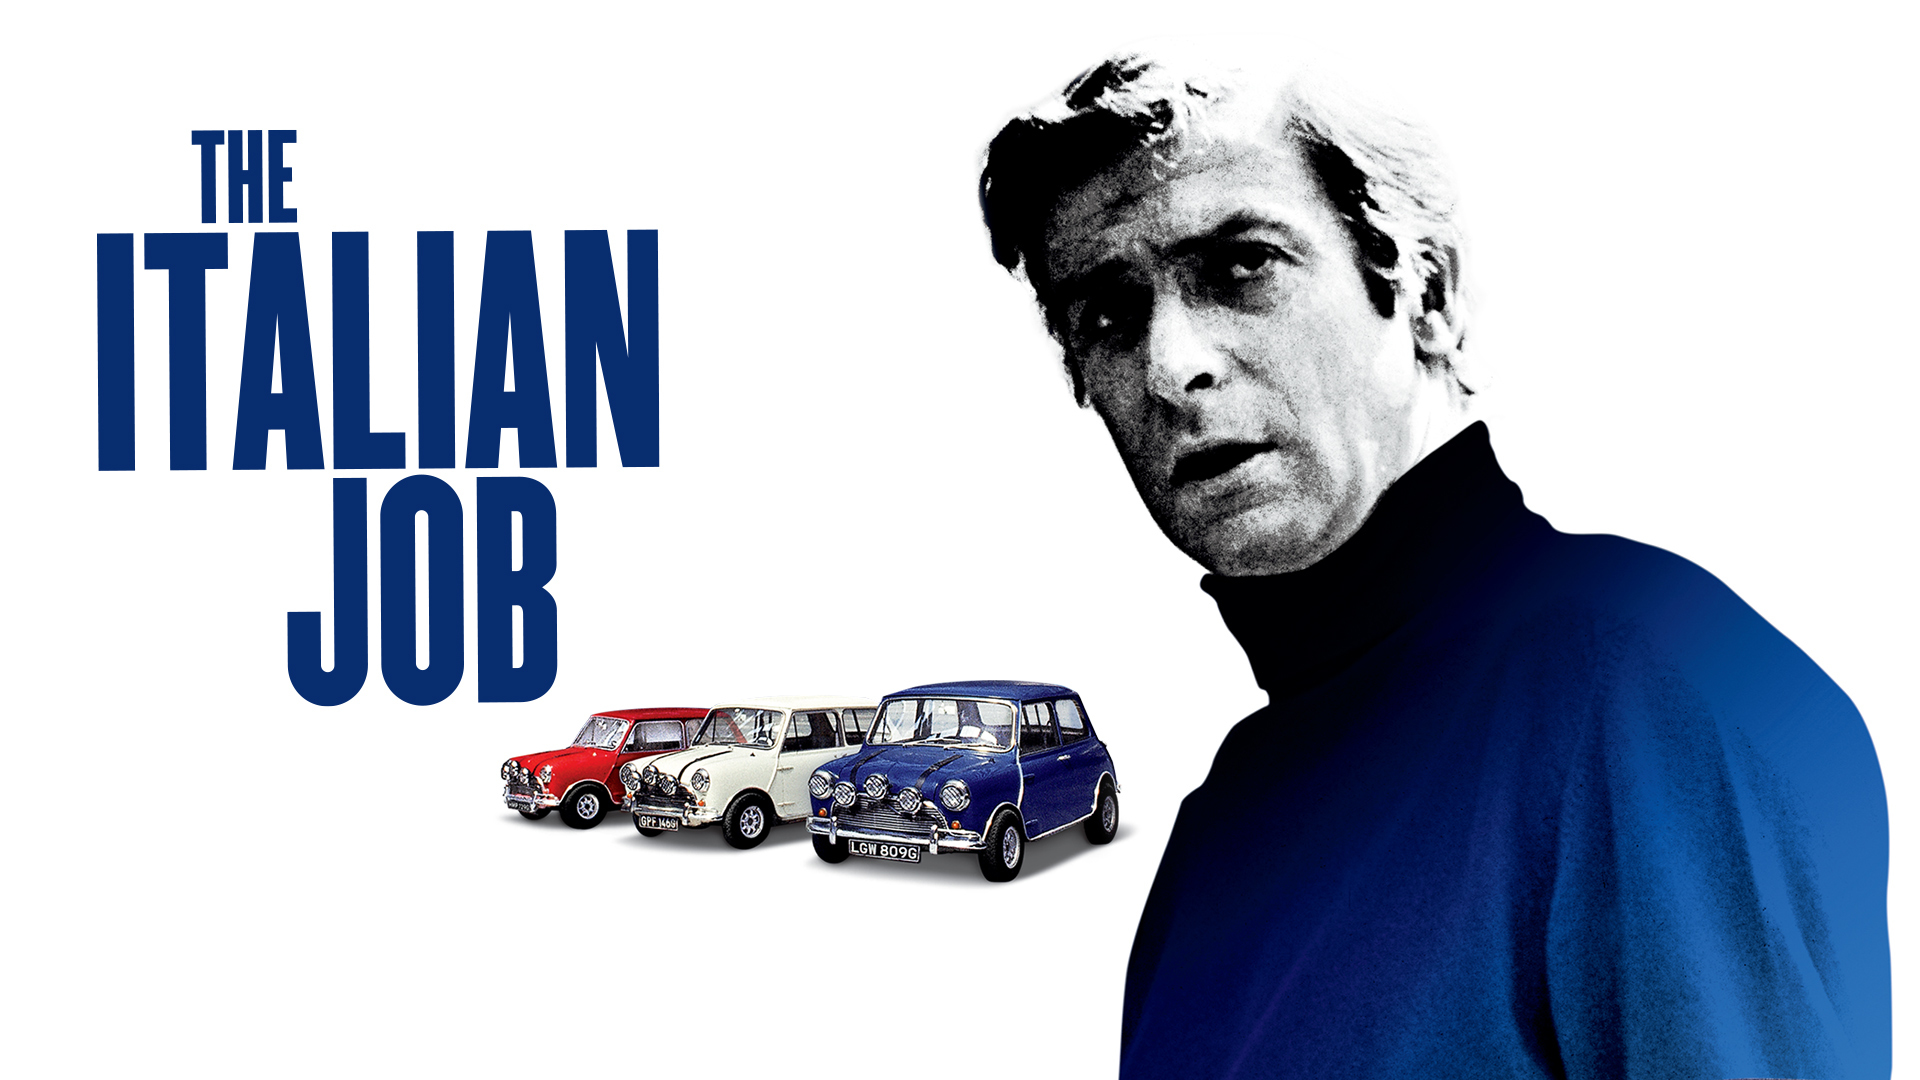 THE
ITALIAN
JOB
GPF 146G
LGW 809G